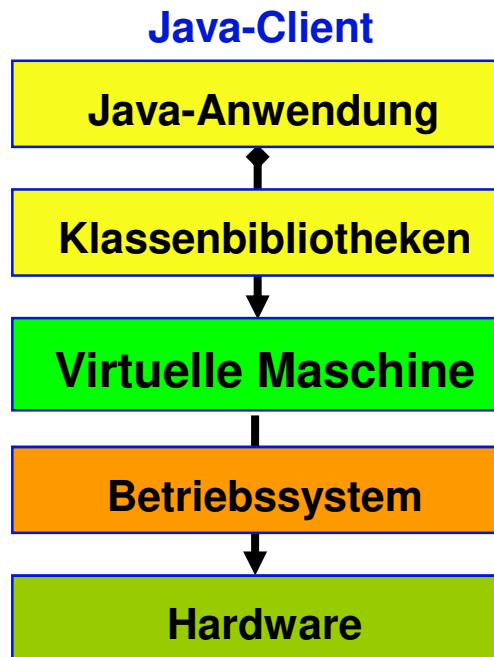 Java-Client
Java-Anwendung
Klassenbibliotheken
Virtuelle Maschine
Betriebssystem
Hardware